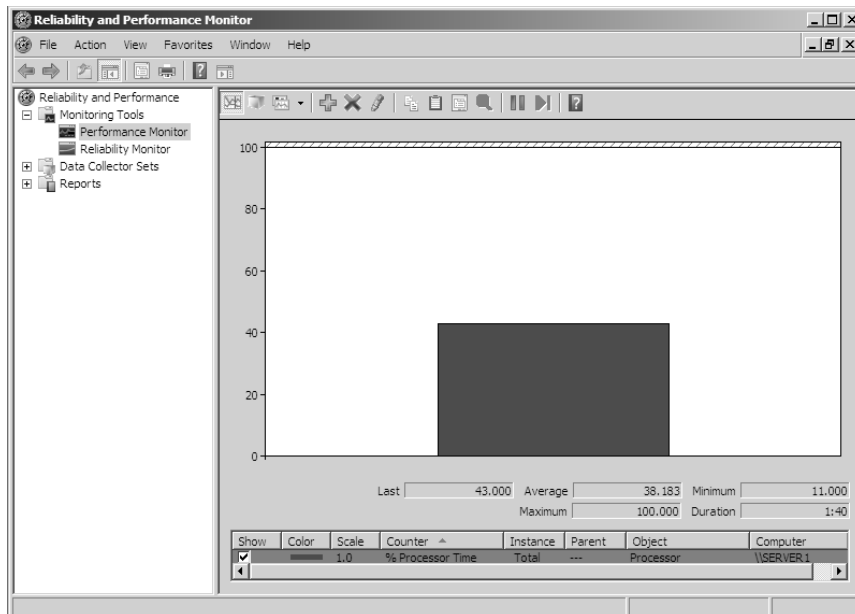 Reliability and Performance Monitor
File Action View Favorites Window Help
Reliability and Performance
Monitoring Tools
Performance Monitor
Reliability Monitor
Data Collector Sets
Reports
100
80
60
40
20
0
Last 43.000 Average 38.183 Minimum 11.000
Maximum 100.000 Duration 1:40
Show Color Scale Counter Instance Parent Object Computer
1.0 % Processor Time _Total --- Processor \\SERVER1